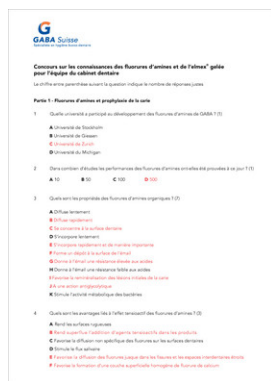 GABA Suisse
Spécialiste en hygiène bucco-dentaire
Concours sur les connaissances des fluorures d'amines et de l'elmex® gelée
pour l'équipe du cabinet dentaire
Le chiffre entre parenthèse suivant la question indique le nombre de réponses justes.
Partie 1 - Fluorures d'amines et prophylaxie de la carie
1 Quelle université a participé au développement des fluorures d'amines de GABA ? (1)
A Université de Stockholm
B Université de Giessen
C Université de Zurich
D Université du Michigan
2 Dans combien d'études les performances des fluorures d'amines ont-elles été prouvées à ce jour ? (1)
A 10 B 50 C 100 D 300
3 Quels sont les propriétés des fluorures d'amines organiques ? (7)
A Diffuse lentement
B Diffuse rapidement
C Se concentre à la surface dentaire
D S'incorpore lentement
E S'incorpore rapidement et de manière importante
F Forme un dépôt à la surface de l'émail
G Donne à l'émail une résistance élevée aux acides
H Donne à l'émail une résistance faible aux acides
I Favorise la reminéralisation des lésions initiales de la carie
J A une action antiglycolytique
K Stimule l'activité métabolique des bactéries
4 Quels sont les avantages liés à l'effet tensioactif des fluorures d'amines ? (3)
A Rend les surfaces rugueuses
B Rend superflue l'addition d'agents tensioactifs dans les produits
C Favorise la diffusion non spécifique des fluorures sur les surfaces dentaires
D Stimule le flux salivaire
E Favorise la diffusion des fluorures jusque dans les fissures et les espaces interdentaires étroits
F Favorise la formation d'une couche superficielle homogène de fluorure de calcium